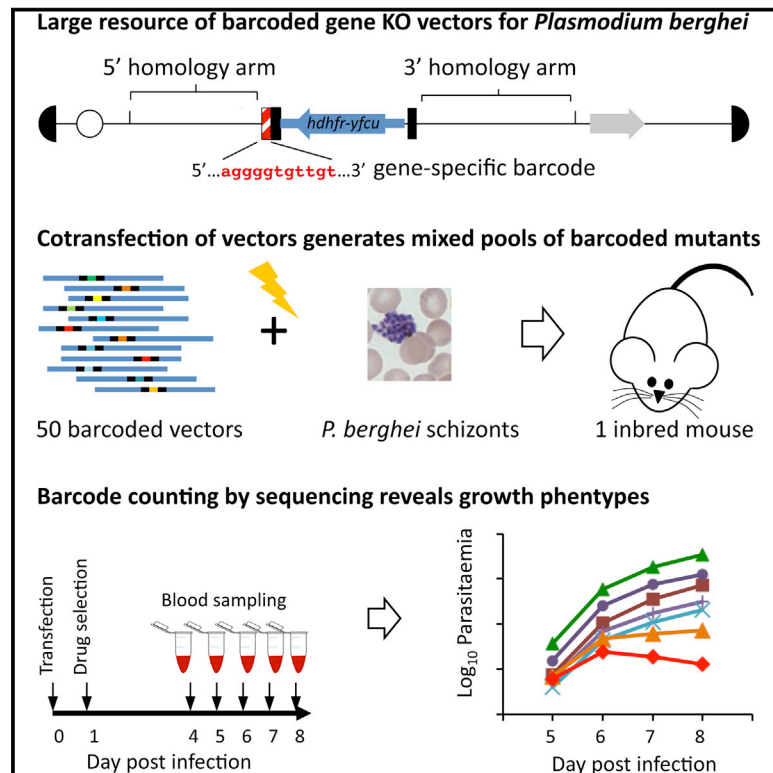 Large resource of barcoded gene KO vectors for Plasmodium berghei
5' homology arm
3' homology arm
hdhfr-yfcu
5'...aggggtgttgt...3' gene-specific barcode
Cotransfection of vectors generates mixed pools of barcoded mutants
+
50 barcoded vectors
P. berghei schizonts
1 inbred mouse
Barcode counting by sequencing reveals growth phentypes
Transfection
Drug selection
Blood sampling
0 1 4 5 6 7 8
Day post infection
Log10 Parasitaemia
5 6 7 8
Day post infection